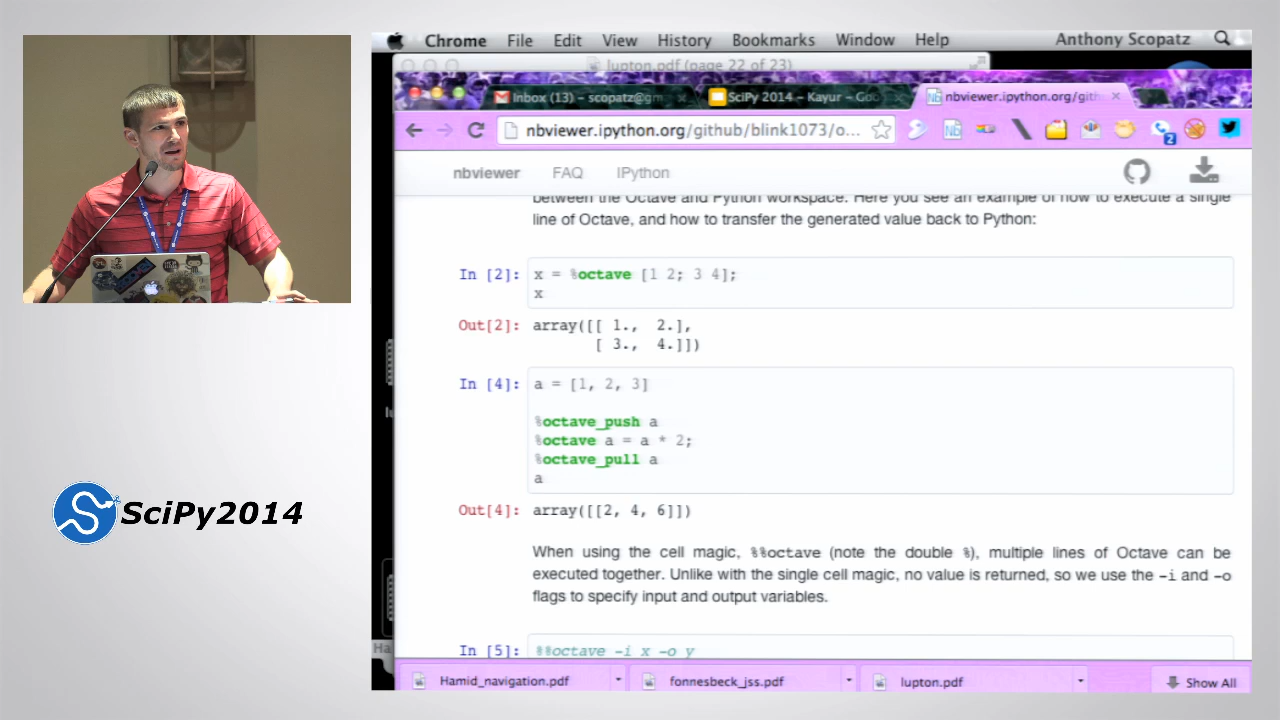 Chrome File Edit View History Bookmarks Window Help Anthony Scopatz
lupton.pdf (page 22 of 23)
Inbox (13) – scopatz@gm SciPy 2014 – Kayur – Goo nbviewer.ipython.org/gith
nbviewer.ipython.org/github/blink1073/o...
2
nbviewer FAQ IPython
between the Octave and Python workspace. Here you see an example of how to execute a single
line of Octave, and how to transfer the generated value back to Python:
In [2]: x = %octave [1 2; 3 4];
x
Out[2]: array([[ 1., 2.],
[ 3., 4.]])
In [4]: a = [1, 2, 3]
%octave_push a
%octave a = a * 2;
%octave_pull a
a
Out[4]: array([[2, 4, 6]])
When using the cell magic, %%octave (note the double %), multiple lines of Octave can be
executed together. Unlike with the single cell magic, no value is returned, so we use the -i and -o
flags to specify input and output variables.
In [5]: %%octave -i x -o y
Hamid_navigation.pdf fonnesbeck_jss.pdf lupton.pdf Show All
SciPy2014